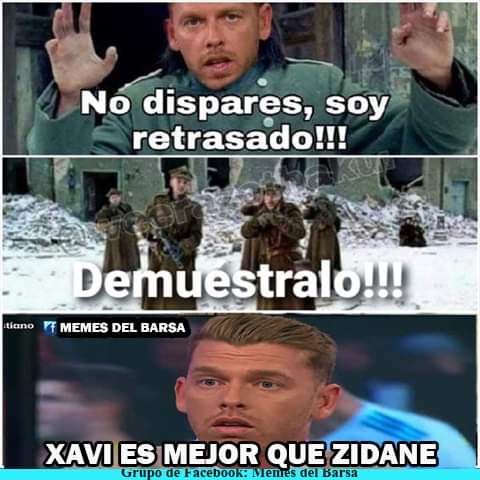 No dispares, soy
retrasado!!!
Demuestralo!!!
stiano MEMES DEL BARSA
XAVI ES MEJOR QUE ZIDANE
Grupo de Facebook: Memes del Barsa